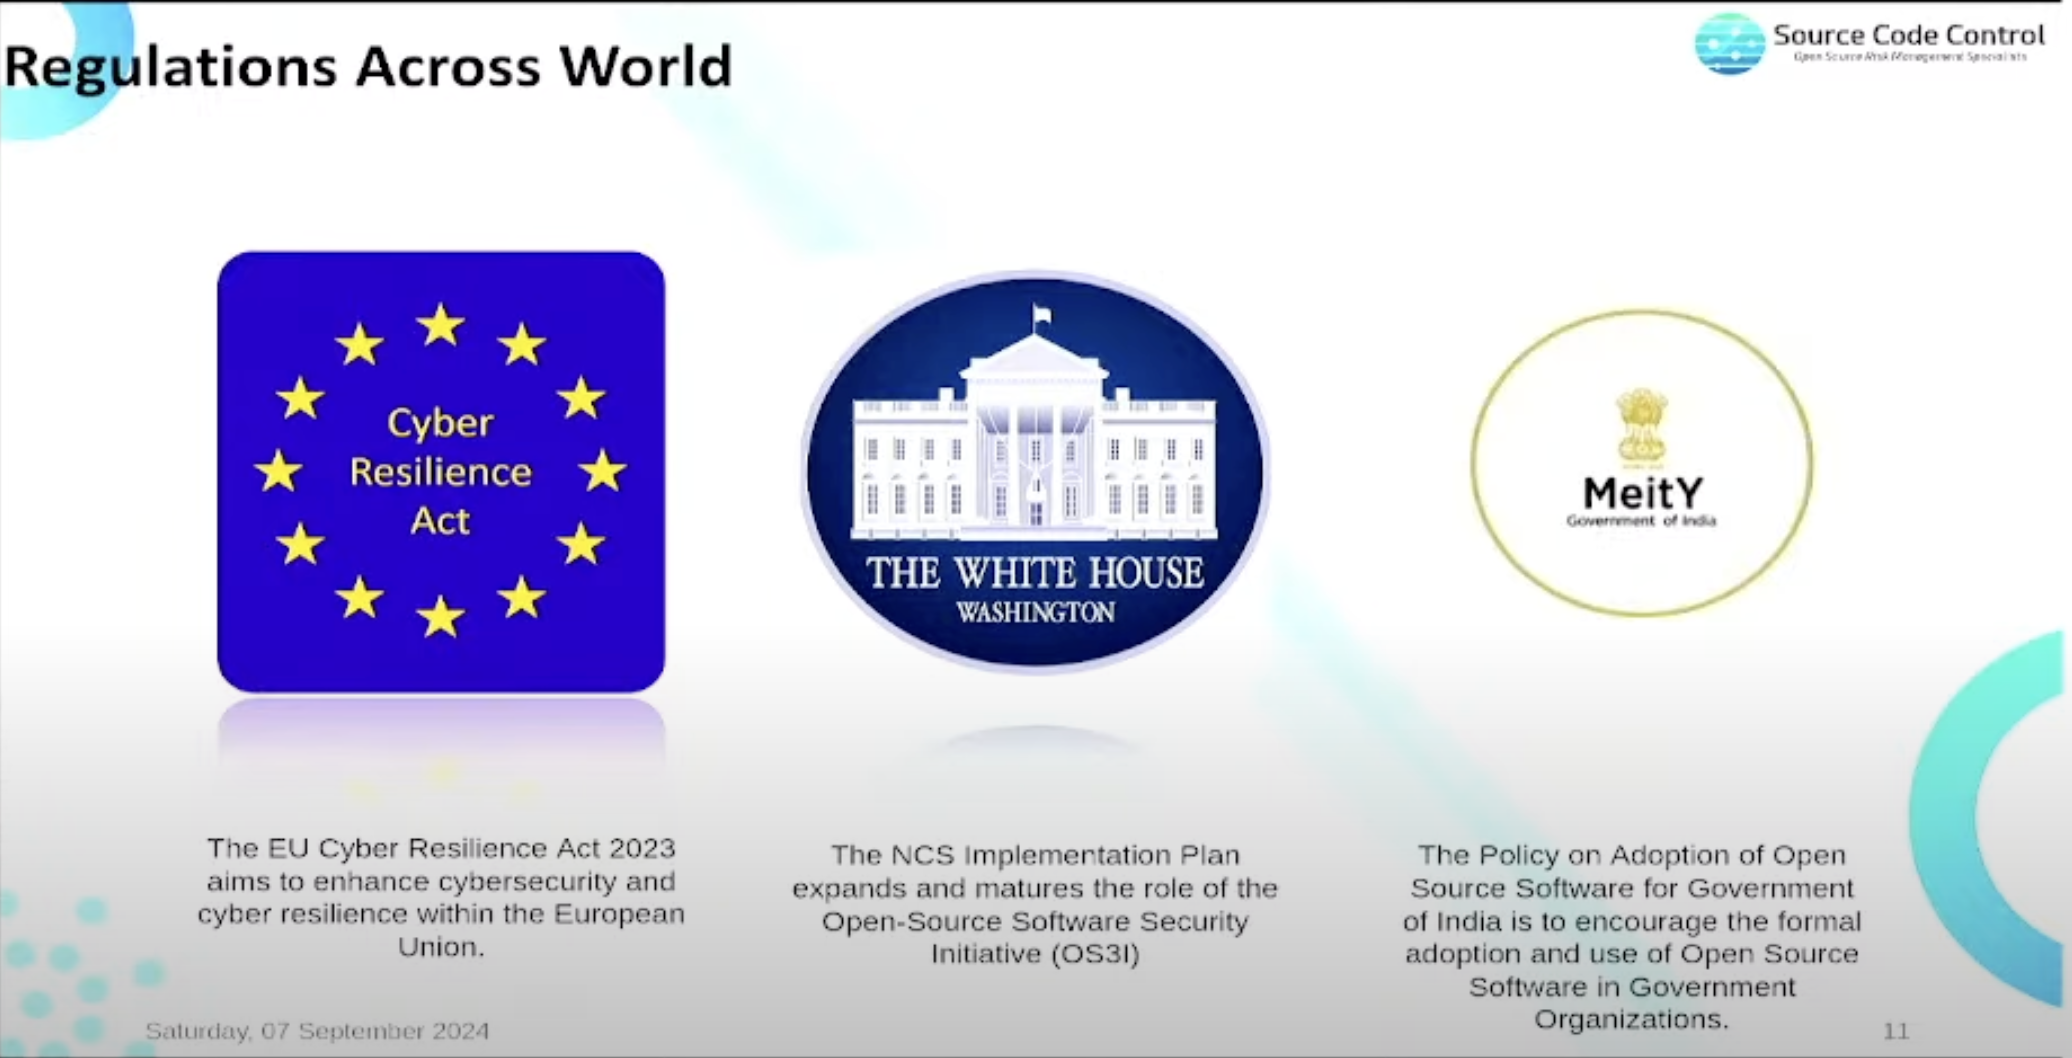 Regulations Across World
Source Code Control
Open Source Risk Management Specialists
Cyber
Resilience
Act
THE WHITE HOUSE
WASHINGTON
MeitY
Government of India
The EU Cyber Resilience Act 2023
aims to enhance cybersecurity and
cyber resilience within the European
Union.
The NCS Implementation Plan
expands and matures the role of the
Open-Source Software Security
Initiative (OS3I)
The Policy on Adoption of Open
Source Software for Government
of India is to encourage the formal
adoption and use of Open Source
Software in Government
Organizations.
Saturday, 07 September 2024
11